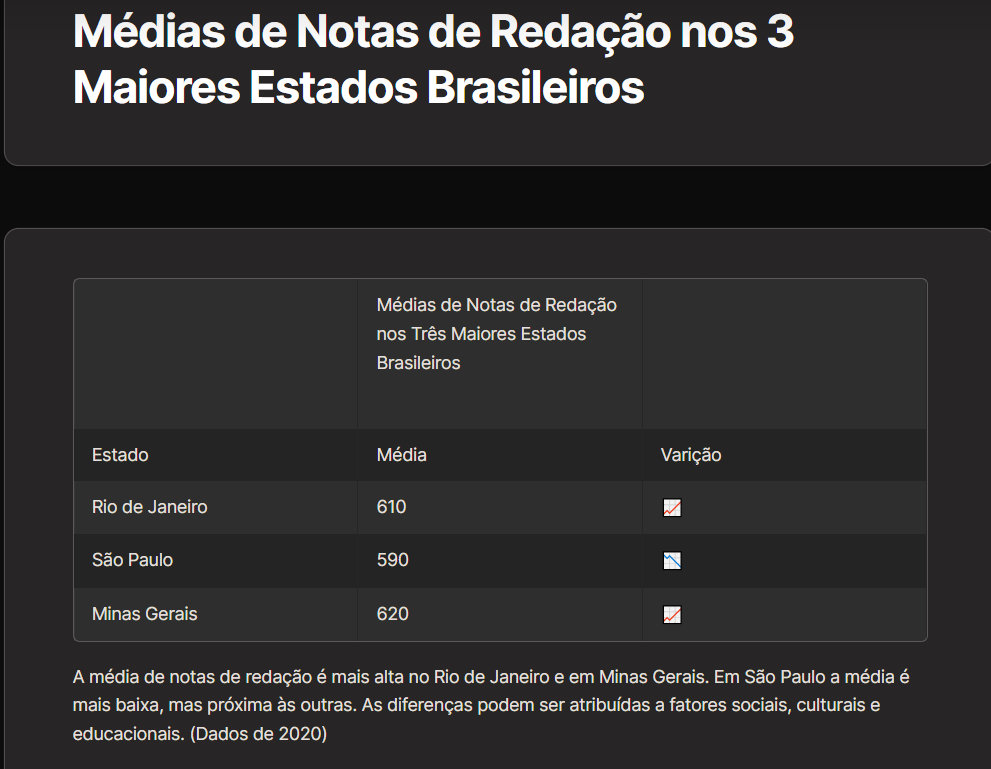 Médias de Notas de Redação nos 3
Maiores Estados Brasileiros
Médias de Notas de Redação
nos Três Maiores Estados
Brasileiros
Estado Média Varição
Rio de Janeiro 610
São Paulo 590
Minas Gerais 620
A média de notas de redação é mais alta no Rio de Janeiro e em Minas Gerais. Em São Paulo a média é
mais baixa, mas próxima às outras. As diferenças podem ser atribuídas a fatores sociais, culturais e
educacionais. (Dados de 2020)